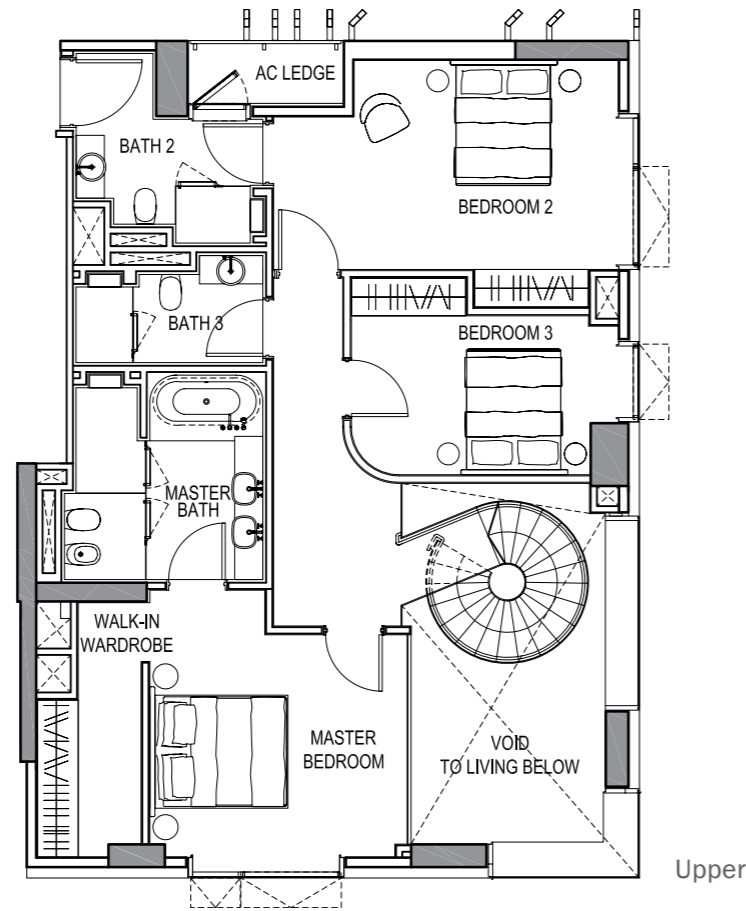 AC LEDGE
BATH 2
BEDROOM 2
BATH 3
BEDROOM 3
MASTER
BATH
WALK-IN
WARDROBE
MASTER
BEDROOM
VOID
TO LIVING BELOW
Upper